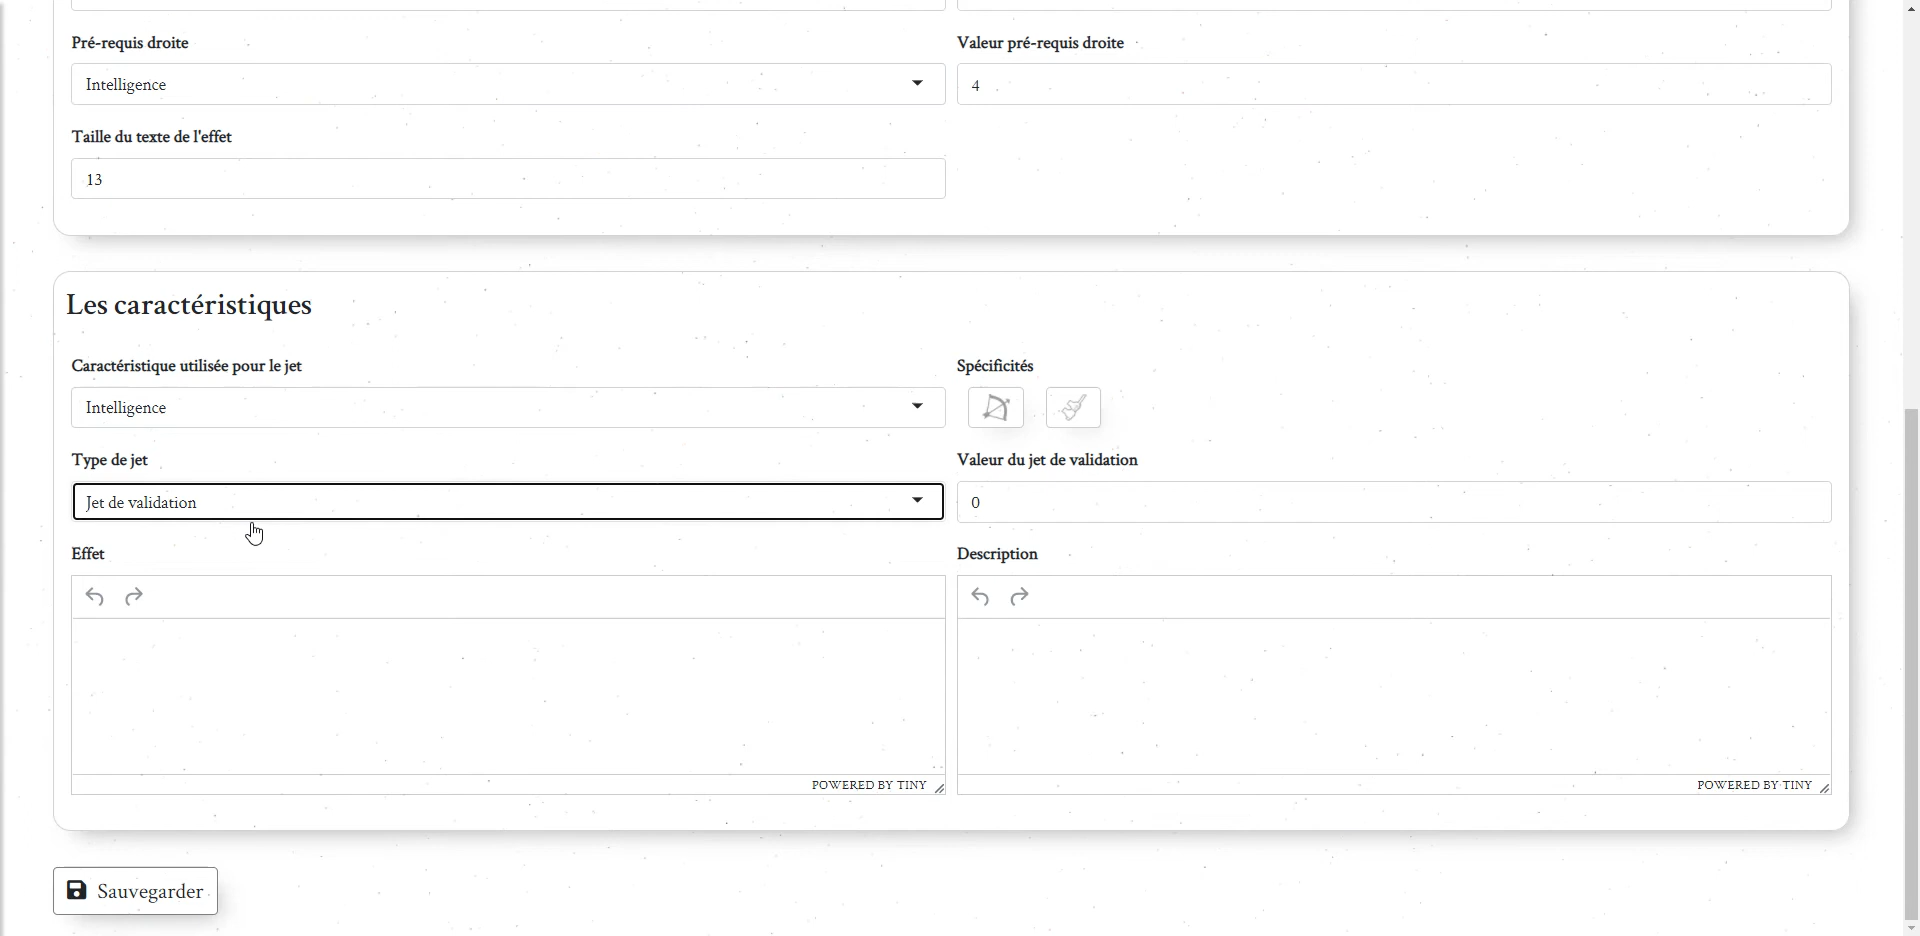 Pré-requis droite
Valeur pré-requis droite
Intelligence
4
Taille du texte de l'effet
13
Les caractéristiques
Caractéristique utilisée pour le jet
Spécificités
Intelligence
Type de jet
Valeur du jet de validation
Jet de validation
0
Effet
Description
POWERED BY TINY
POWERED BY TINY
Sauvegarder